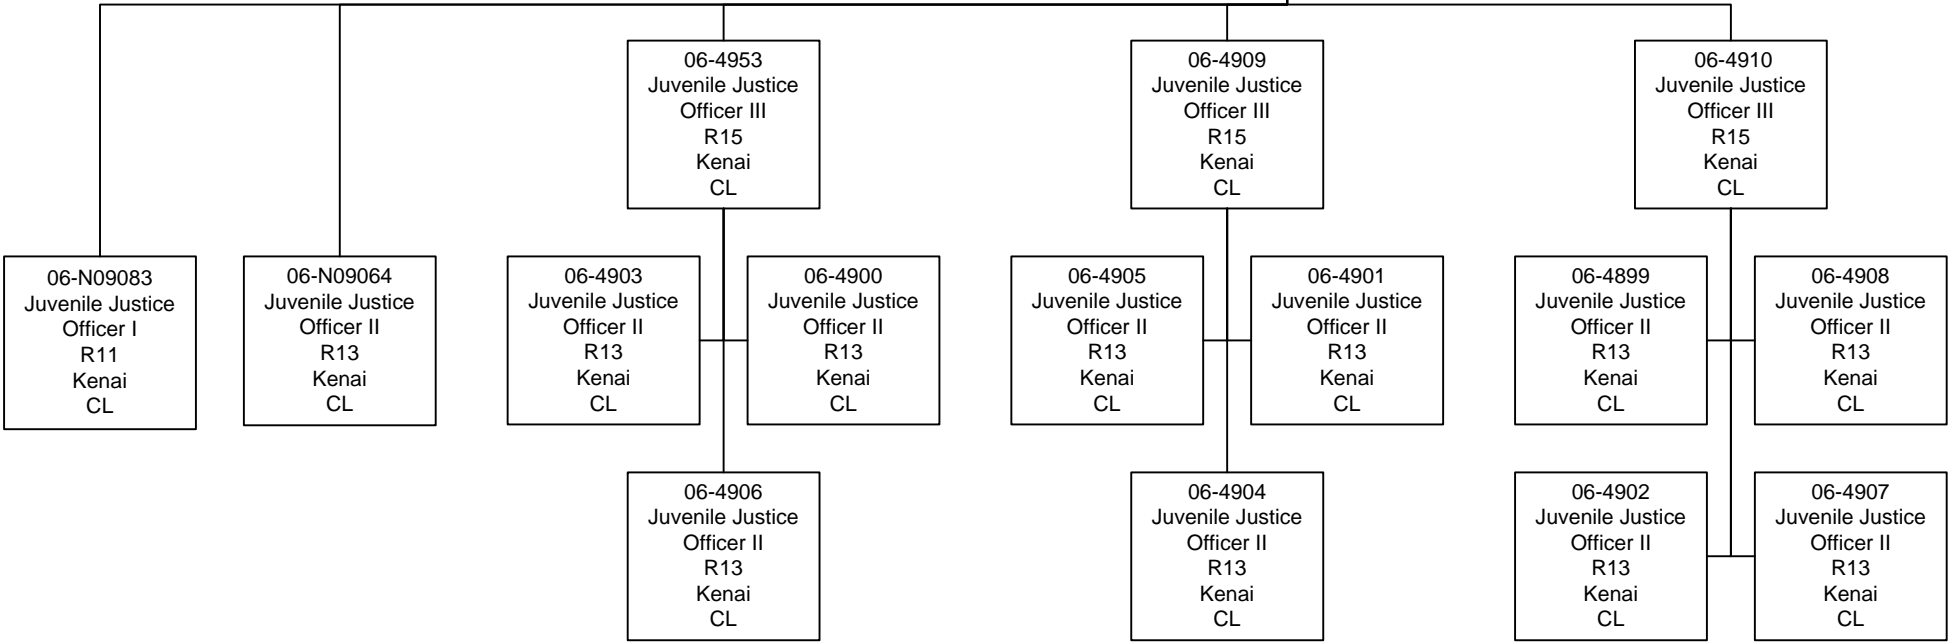 06-4953
Juvenile Justice
Officer III
R15
Kenai
CL
06-4909
Juvenile Justice
Officer III
R15
Kenai
CL
06-4910
Juvenile Justice
Officer III
R15
Kenai
CL
06-N09083
Juvenile Justice
Officer I
R11
Kenai
CL
06-N09064
Juvenile Justice
Officer II
R13
Kenai
CL
06-4903
Juvenile Justice
Officer II
R13
Kenai
CL
06-4900
Juvenile Justice
Officer II
R13
Kenai
CL
06-4905
Juvenile Justice
Officer II
R13
Kenai
CL
06-4901
Juvenile Justice
Officer II
R13
Kenai
CL
06-4899
Juvenile Justice
Officer II
R13
Kenai
CL
06-4908
Juvenile Justice
Officer II
R13
Kenai
CL
06-4906
Juvenile Justice
Officer II
R13
Kenai
CL
06-4904
Juvenile Justice
Officer II
R13
Kenai
CL
06-4902
Juvenile Justice
Officer II
R13
Kenai
CL
06-4907
Juvenile Justice
Officer II
R13
Kenai
CL